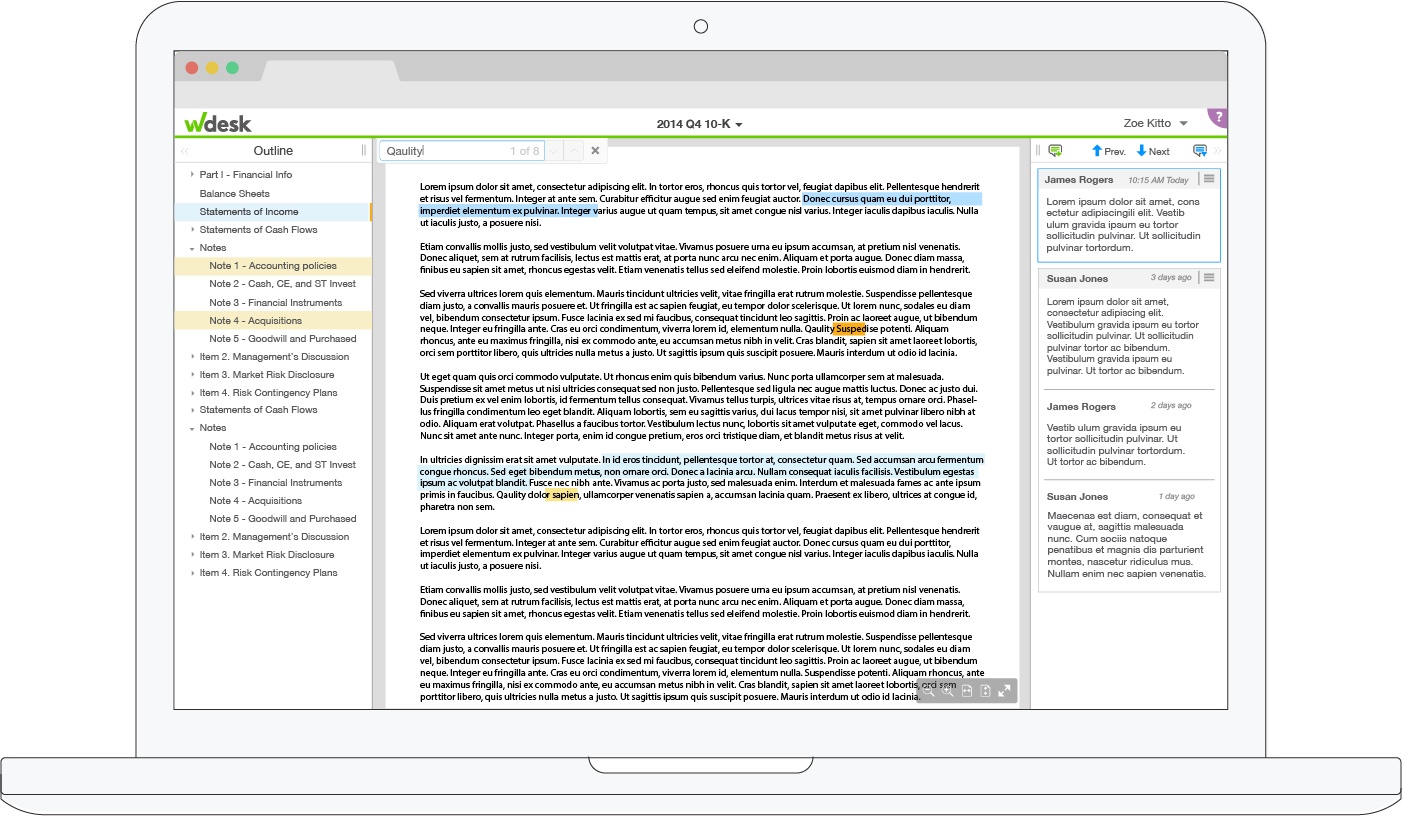 wdesk
2014 Q4 10-K
Zoe Kitto
?
Outline
Part I - Financial Info
Balance Sheets
Statements of Income
Statements of Cash Flows
Notes
Note 1 - Accounting policies
Note 2 - Cash, CE, and ST Invest
Note 3 - Financial Instruments
Note 4 - Acquisitions
Note 5 - Goodwill and Purchased
Item 2. Management's Discussion
Item 3. Market Risk Disclosure
Item 4. Risk Contingency Plans
Statements of Cash Flows
Notes
Note 1 - Accounting policies
Note 2 - Cash, CE, and ST Invest
Note 3 - Financial Instruments
Note 4 - Acquisitions
Note 5 - Goodwill and Purchased
Item 2. Management's Discussion
Item 3. Market Risk Disclosure
Item 4. Risk Contingency Plans
Qaulity 1 of 8
Lorem ipsum dolor sit amet, consectetur adipiscing elit. In tortor eros, rhoncus quis tortor vel, feugiat dapibus elit. Pellentesque hendrerit
et risus vel fermentum. Integer at ante sem. Curabitur efficitur augue sed enim feugiat auctor. Donec cursus quam eu dui porttitor,
imperdiet elementum ex pulvinar. Integer varius augue ut quam tempus, sit amet congue nisl varius. Integer iaculis dapibus iaculis. Nulla
ut iaculis justo, a posuere nisi.
Etiam convallis mollis justo, sed vestibulum velit volutpat vitae. Vivamus posuere urna eu ipsum accumsan, at pretium nisl venenatis.
Donec aliquet, sem at rutrum facilisis, lectus est mattis erat, at porta nunc arcu nec enim. Aliquam et porta augue. Donec diam massa,
finibus eu sapien sit amet, rhoncus egestas velit. Etiam venenatis tellus sed eleifend molestie. Proin lobortis euismod diam in hendrerit.
Sed viverra ultrices lorem quis elementum. Mauris tincidunt ultricies velit, vitae fringilla erat rutrum molestie. Suspendisse pellentesque
diam justo, a convallis mauris posuere et. Ut fringilla est ac sapien feugiat, eu tempor dolor scelerisque. Ut lorem nunc, sodales eu diam
vel, bibendum consectetur ipsum. Fusce lacinia ex sed mi faucibus, consequat tincidunt leo sagittis. Proin ac laoreet augue, ut bibendum
neque. Integer eu fringilla ante. Cras eu orci condimentum, viverra lorem id, elementum nulla. Qaulity Suspedise potenti. Aliquam
rhoncus, ante eu maximus fringilla, nisi ex commodo ante, eu accumsan metus nibh in velit. Cras blandit, sapien sit amet laoreet lobortis,
orci sem porttitor libero, quis ultricies nulla metus a justo. Ut sagittis ipsum quis suscipit posuere. Mauris interdum ut odio id lacinia.
Ut eget quam quis orci commodo vulputate. Ut rhoncus enim quis bibendum varius. Nunc porta ullamcorper sem at malesuada.
Suspendisse sit amet metus ut nisi ultricies consequat sed non justo. Pellentesque sed ligula nec augue mattis luctus. Donec ac justo dui.
Duis pretium ex vel enim lobortis, id fermentum tellus consequat. Vivamus tellus turpis, ultrices vitae risus at, tempus ornare diam. Phasel-
lus fringilla condimentum leo eget blandit. Aliquam lobortis, sem eu sagittis varius, dui lacus tempor nisi, sit amet pulvinar libero nibh at
odio. Aliquam erat volutpat. Phasellus a faucibus tortor. Vestibulum lectus nunc, lobortis sit amet vulputate eget, commodo vel lacus.
Nunc sit amet ante nunc. Integer porta, enim id congue pretium, eros orci tristique diam, et blandit metus risus at velit.
In ultricies dignissim erat sit amet vulputate. In id eros tincidunt, pellentesque tortor at, consectetur quam. Sed accumsan arcu fermentum
congue rhoncus. Sed eget bibendum metus, non ornare orci. Donec a lacinia arcu. Nullam consequat iaculis facilisis. Vestibulum egestas
ipsum ac volutpat blandit. Fusce nec nibh ante. Vivamus ac porta justo, sed malesuada enim. Interdum et malesuada fames ac ante ipsum
primis in faucibus. Qaulity dolor sapien, ullamcorper venenatis sapien a, accumsan lacinia quam. Praesent ex libero, ultrices at congue id,
pharetra non sem.
Lorem ipsum dolor sit amet, consectetur adipiscing elit. In tortor eros, rhoncus quis tortor vel, feugiat dapibus elit. Pellentesque hendrerit
et risus vel fermentum. Integer at ante sem. Curabitur efficitur augue sed enim feugiat auctor. Donec cursus quam eu dui porttitor,
imperdiet elementum ex pulvinar. Integer varius augue ut quam tempus, sit amet congue nisl varius. Integer iaculis dapibus iaculis. Nulla
ut iaculis justo, a posuere nisi.
Etiam convallis mollis justo, sed vestibulum velit volutpat vitae. Vivamus posuere urna eu ipsum accumsan, at pretium nisl venenatis.
Donec aliquet, sem at rutrum facilisis, lectus est mattis erat, at porta nunc arcu nec enim. Aliquam et porta augue. Donec diam massa,
finibus eu sapien sit amet, rhoncus egestas velit. Etiam venenatis tellus sed eleifend molestie. Proin lobortis euismod diam in hendrerit.
Sed viverra ultrices lorem quis elementum. Mauris tincidunt ultricies velit, vitae fringilla erat rutrum molestie. Suspendisse pellentesque
diam justo, a convallis mauris posuere et. Ut fringilla est ac sapien feugiat, eu tempor dolor scelerisque. Ut lorem nunc, sodales eu diam
vel, bibendum consectetur ipsum. Fusce lacinia ex sed mi faucibus, consequat tincidunt leo sagittis. Proin ac laoreet augue, ut bibendum
neque. Integer eu fringilla ante. Cras eu orci condimentum, viverra lorem id, elementum nulla. Suspendisse potenti. Aliquam rhoncus, ante
eu maximus fringilla, nisi ex commodo ante, eu accumsan metus nibh in velit. Cras blandit, sapien sit amet laoreet lobortis, orci sem
porttitor libero, quis ultricies nulla metus a justo. Ut sagittis ipsum quis suscipit posuere. Mauris interdum ut odio id lacinia.
Prev. Next
James Rogers 10:15 AM Today
Lorem ipsum dolor sit amet, cons
ectetur adipiscingili elit. Vestib
ulum gravida ipsum eu tortor
sollicitudin pulvinar. Ut sollicitudin
pulvinar tortordum.
Susan Jones 3 days ago
Lorem ipsum dolor sit amet,
consectetur adipiscing elit.
Vestibulum gravida ipsum eu tortor
sollicitudin pulvinar. Ut sollicitudin
pulvinar tortor ac bibendum.
Vestibulum gravida ipsum eu
pulvinar. Ut tortor ac bibendum.
James Rogers 2 days ago
Vestib ulum gravida ipsum eu
tortor sollicitudin pulvinar. Ut
sollicitudin pulvinar tortordum.
Ut tortor ac bibendum.
Susan Jones 1 day ago
Maecenas est diam, consequat et
vaugue at, sagittis malesuada
nunc. Cum sociis natoque
penatibus et magnis dis parturient
montes, nascetur ridiculus mus.
Nullam enim nec sapien venenatis.